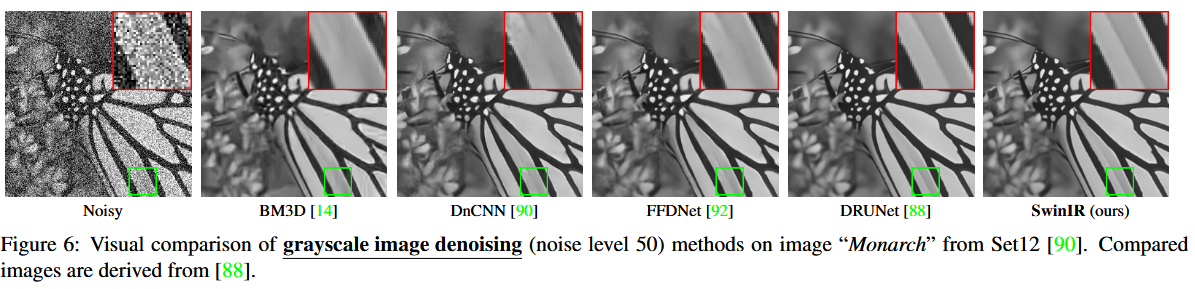 Noisy BM3D [14] DnCNN [90] FFDNet [92] DRUNet [88] SwinIR (ours)
Figure 6: Visual comparison of grayscale image denoising (noise level 50) methods on image “Monarch” from Set12 [90]. Compared
images are derived from [88].